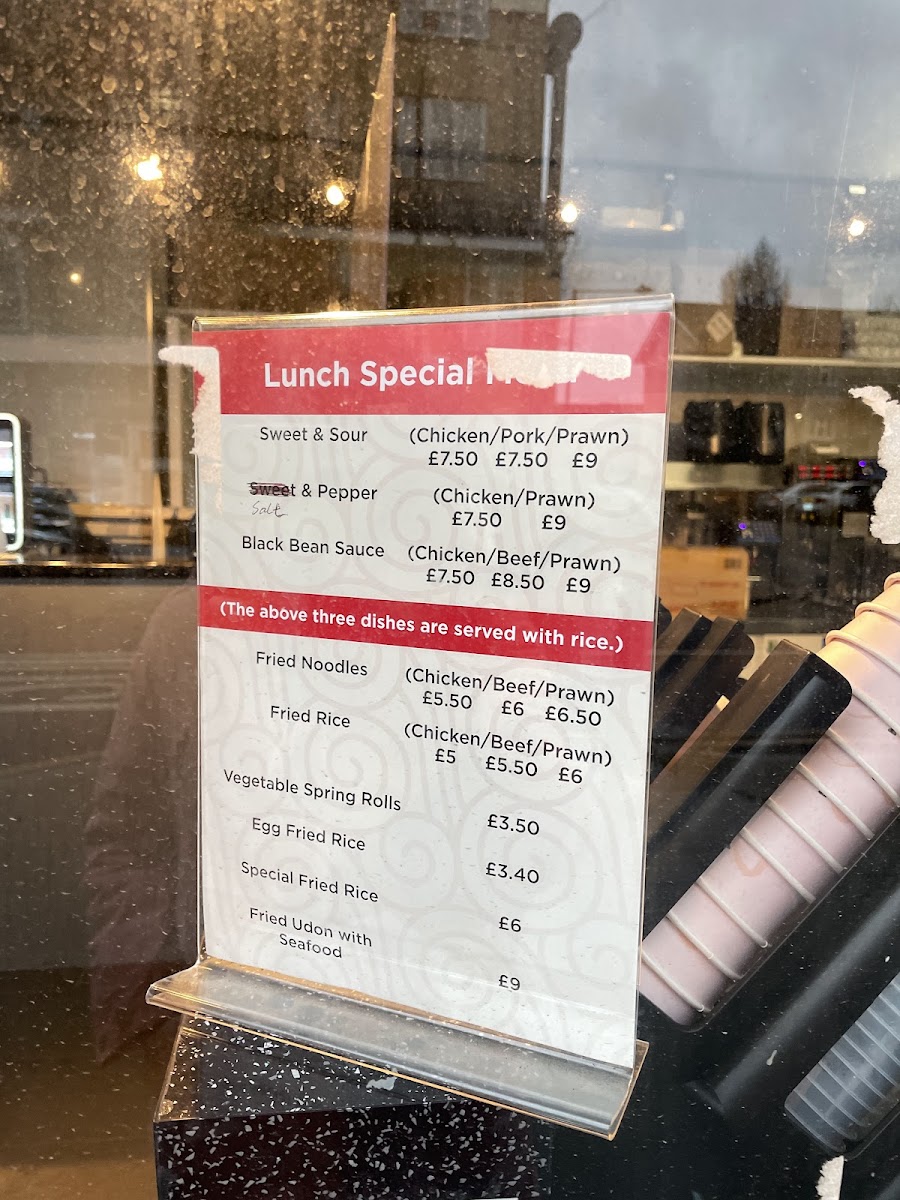 Lunch Special
Sweet & Sour (Chicken/Pork/Prawn)
£7.50 £7.50 £9
Sweet & Pepper (Chicken/Prawn)
Salt £7.50 £9
Black Bean Sauce (Chicken/Beef/Prawn)
£7.50 £8.50 £9
(The above three dishes are served with rice.)
Fried Noodles (Chicken/Beef/Prawn)
£5.50 £6 £6.50
Fried Rice (Chicken/Beef/Prawn)
£5 £5.50 £6
Vegetable Spring Rolls £3.50
Egg Fried Rice £3.40
Special Fried Rice £6
Fried Udon with
Seafood £9